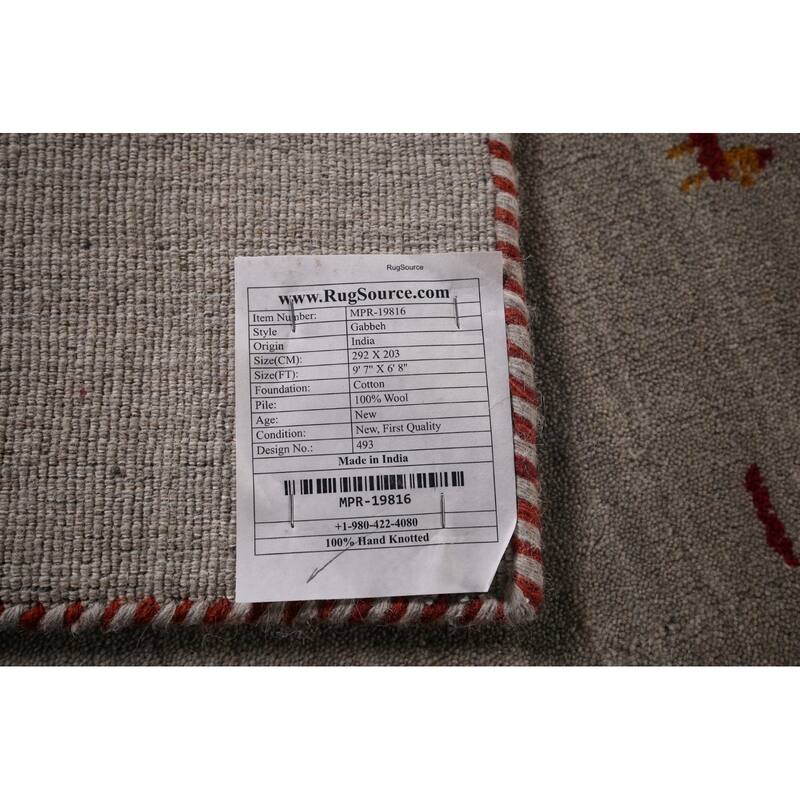 RugSource
www.RugSource.com
Item Number: MPR-19816
Style Gabbeh
Origin India
Size(CM): 292 X 203
Size(FT): 9' 7" X 6' 8"
Foundation: Cotton
Pile: 100% Wool
Age: New
Condition: New, First Quality
Design No.: 493
Made in India
MPR-19816
+1-980-422-4080
100% Hand Knotted